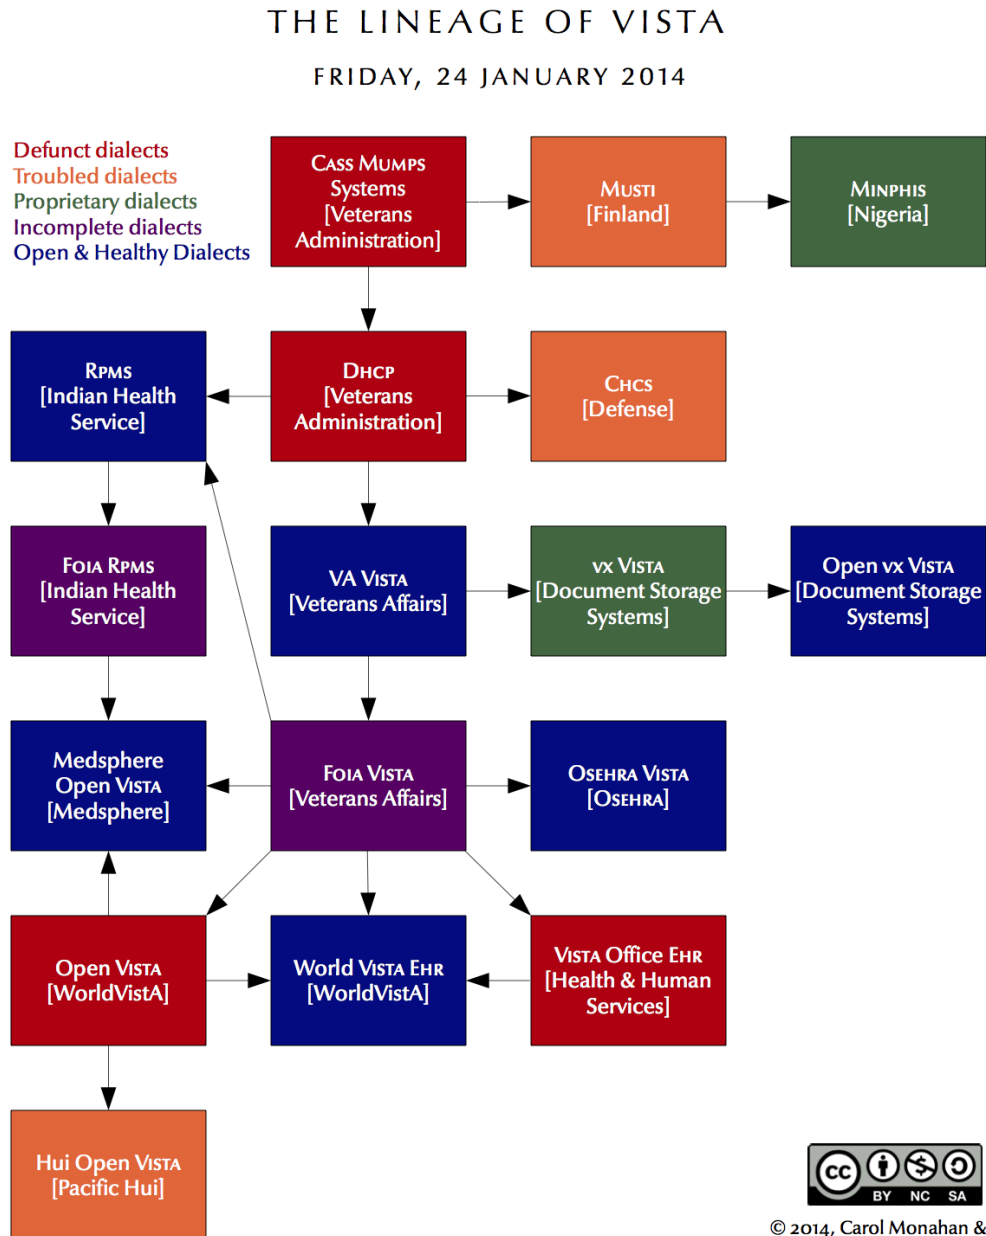 THE LINEAGE OF VISTA
FRIDAY, 24 JANUARY 2014
Defunct dialects
Troubled dialects
Proprietary dialects
Incomplete dialects
Open & Healthy Dialects
Cass Mumps
Systems
[Veterans
Administration]
Musti
[Finland]
Minphis
[Nigeria]
Rpms
[Indian Health
Service]
Dhcp
[Veterans
Administration]
Chcs
[Defense]
Foia Rpms
[Indian Health
Service]
VA Vista
[Veterans Affairs]
vx Vista
[Document Storage
Systems]
Open vx Vista
[Document Storage
Systems]
Medsphere
Open Vista
[Medsphere]
Foia Vista
[Veterans Affairs]
Osehra Vista
[Osehra]
Open Vista
[WorldVistA]
World Vista Ehr
[WorldVistA]
Vista Office Ehr
[Health & Human
Services]
Hui Open Vista
[Pacific Hui]
cc
BY NC SA
© 2014, Carol Monahan &